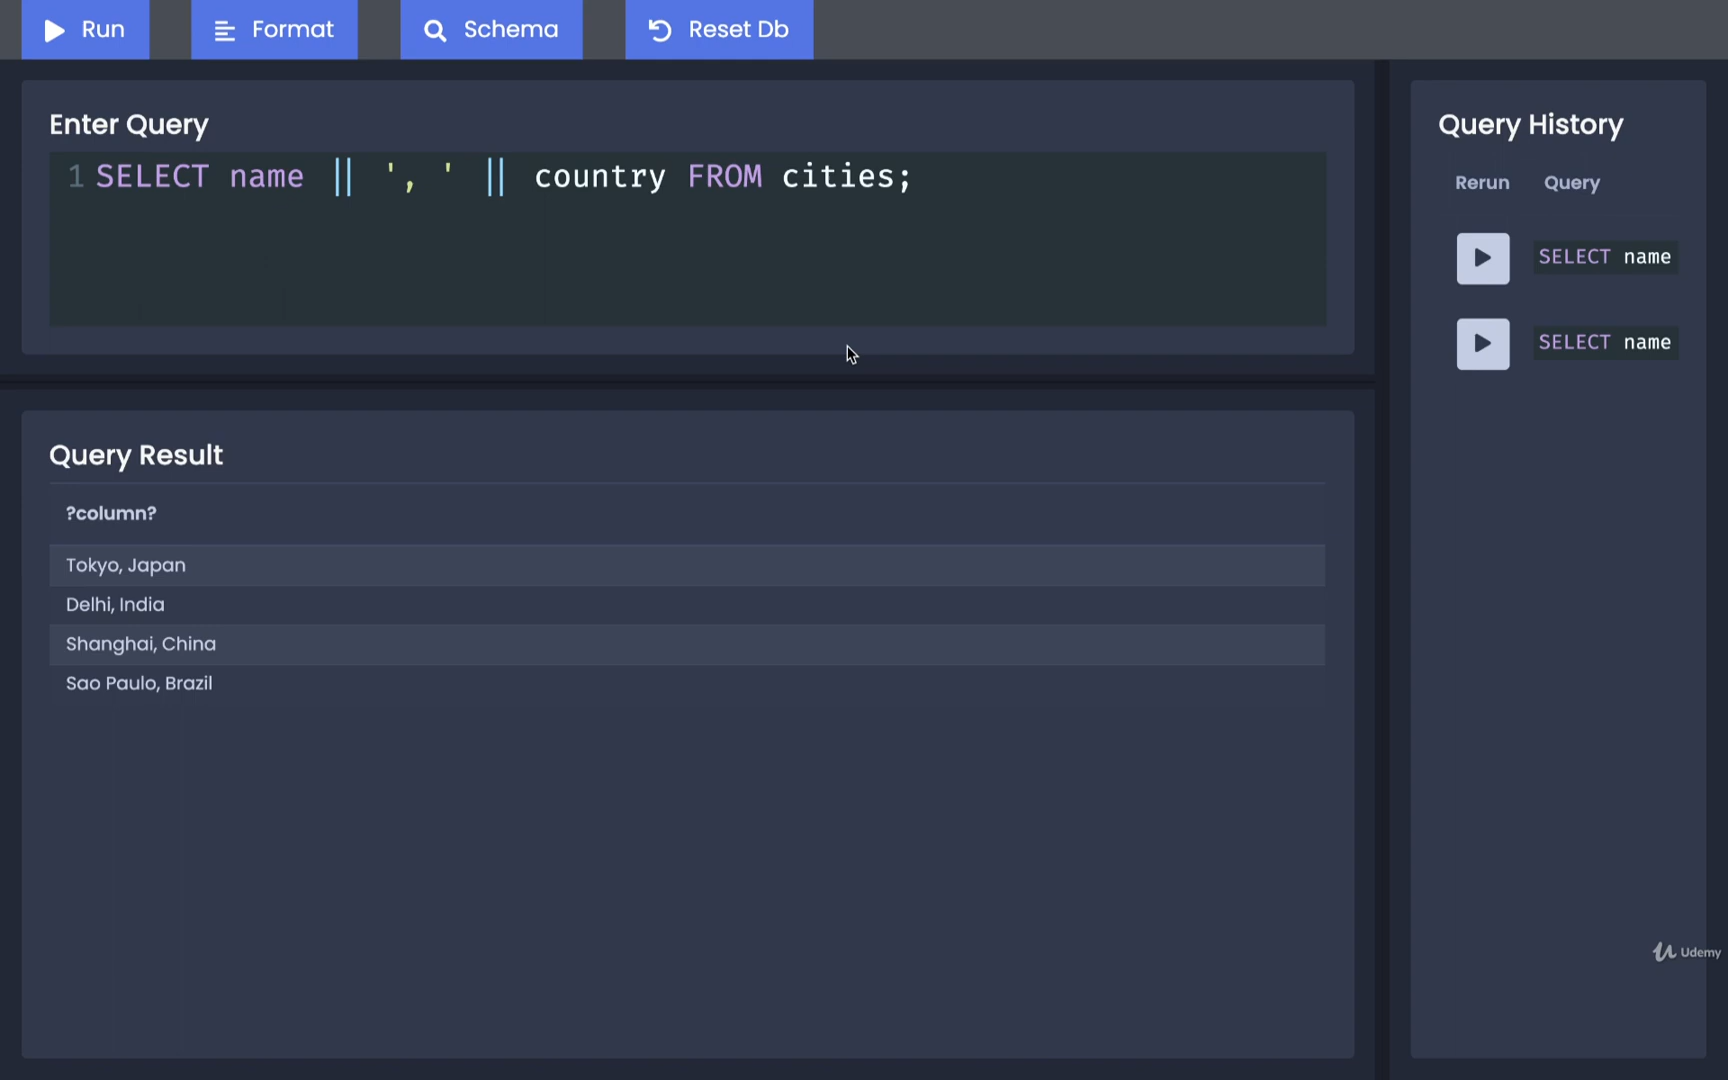 Run Format Schema Reset Db
Enter Query
1 SELECT name || ', ' || country FROM cities;
Query Result
?column?
Tokyo, Japan
Delhi, India
Shanghai, China
Sao Paulo, Brazil
Query History
Rerun Query
SELECT name
SELECT name
Udemy